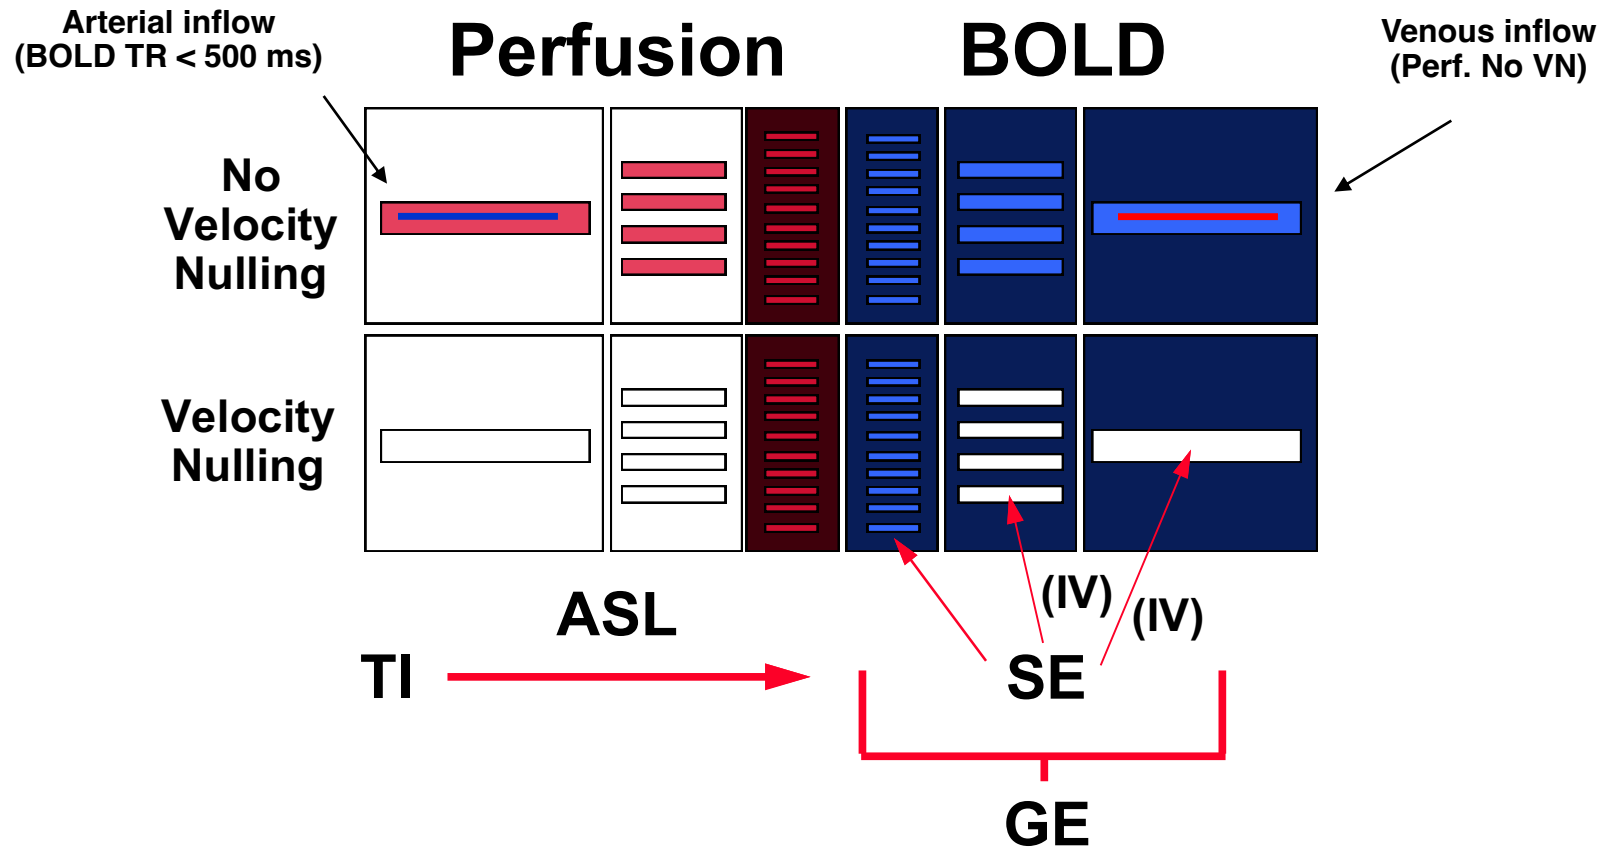 Arterial inflow
(BOLD TR < 500 ms)
Perfusion
BOLD
Venous inflow
(Perf. No VN)
No
Velocity
Nulling
Velocity
Nulling
ASL
(IV)
(IV)
TI
SE
GE